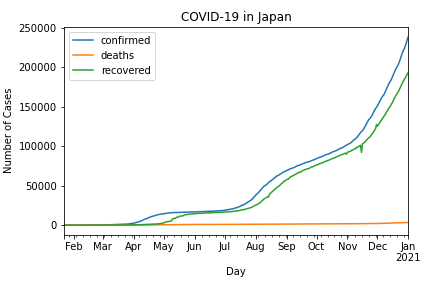 COVID-19 in Japan
confirmed
deaths
recovered
Number of Cases
250000
200000
150000
100000
50000
0
Feb Mar Apr May Jun Jul Aug Sep Oct Nov Dec Jan
2021
Day